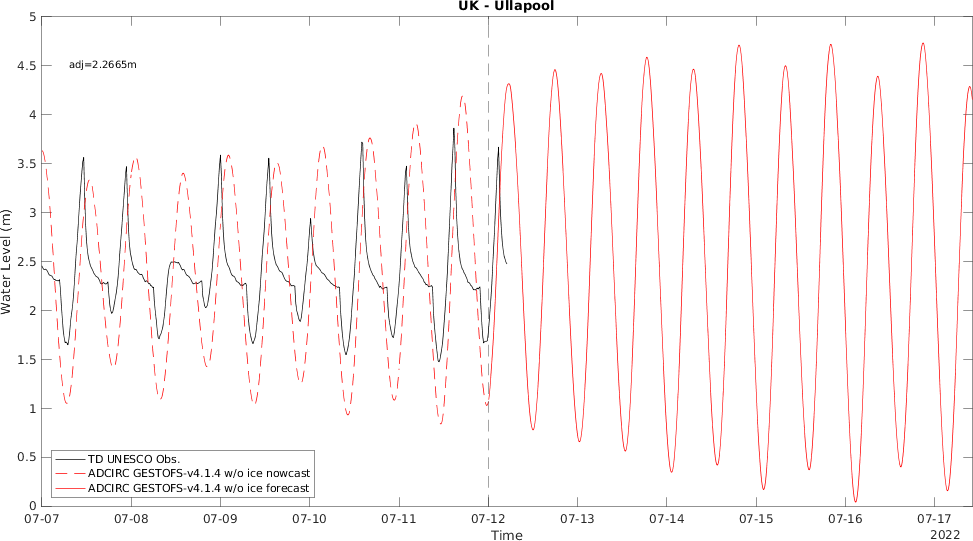 UK - Ullapool
5
4.5
4
3.5
3
2.5
2
1.5
1
0.5
0
Water Level (m)
adj=2.2665m
TD UNESCO Obs.
ADCIRC GESTOFS-v4.1.4 w/o ice nowcast
ADCIRC GESTOFS-v4.1.4 w/o ice forecast
07-07 07-08 07-09 07-10 07-11 07-12 07-13 07-14 07-15 07-16 07-17
Time
2022